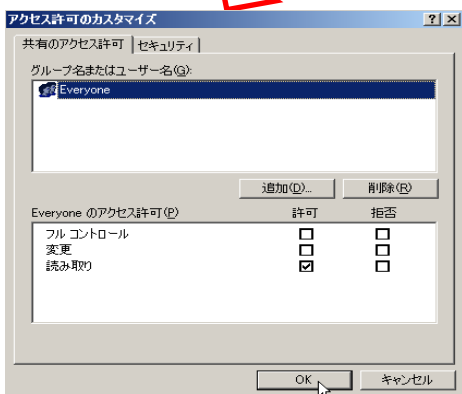 アクセス許可のカスタマイズ
共有のアクセス許可 セキュリティ
グループ名またはユーザー名(G):
Everyone
追加(D)... 削除(R)
Everyone のアクセス許可(P) 許可 拒否
フル コントロール
変更
読み取り
OK キャンセル